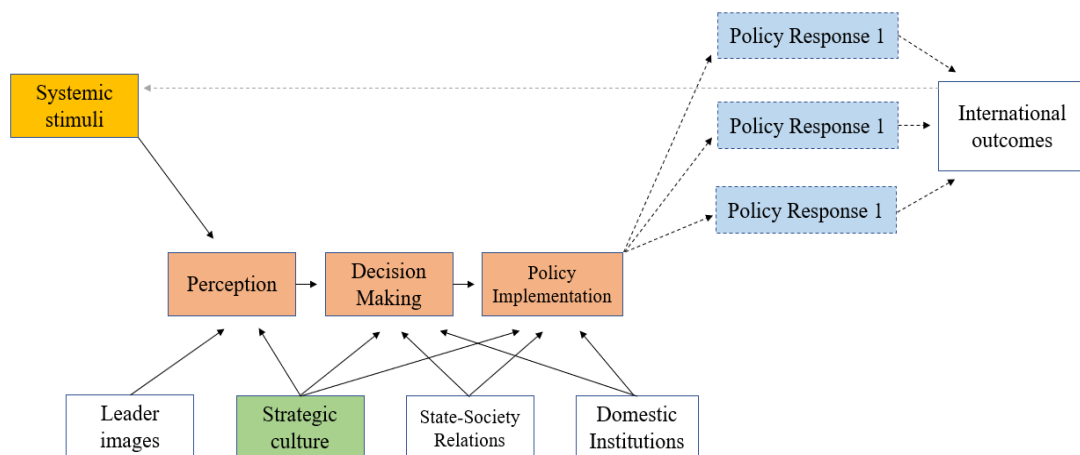 Policy Response 1
Systemic
stimuli
Policy Response 1
International
outcomes
Policy Response 1
Perception
Decision
Making
Policy
Implementation
Leader
images
Strategic
culture
State-Society
Relations
Domestic
Institutions